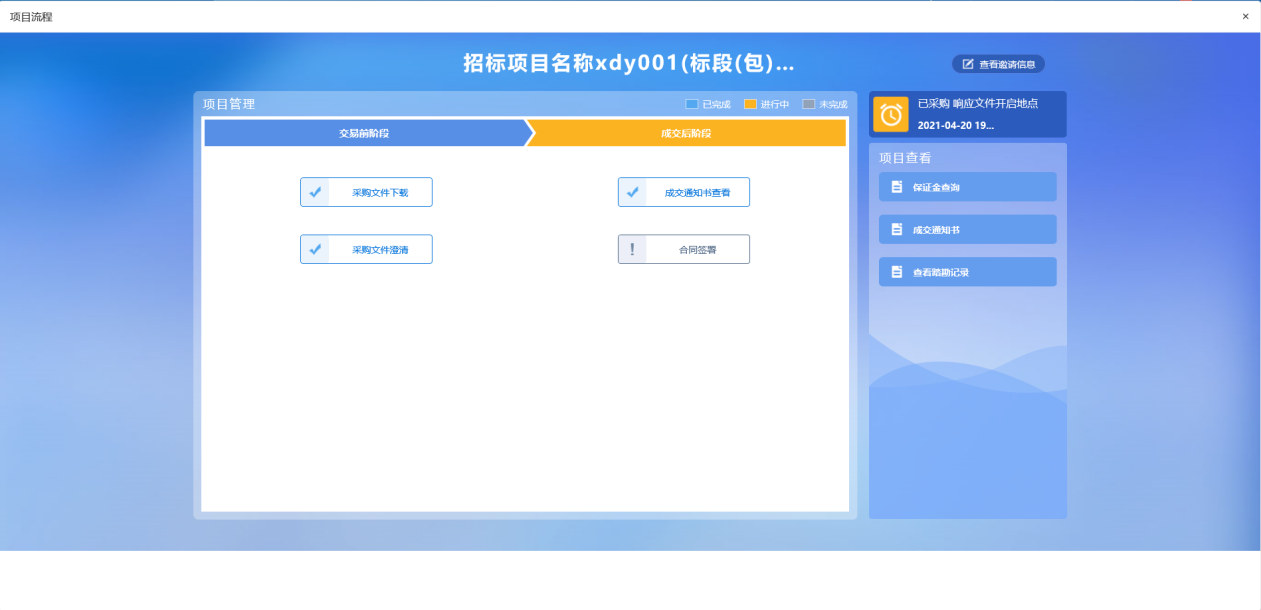 项目流程
×
招标项目名称xdy001(标段(包)...
查看邀请信息
项目管理
已完成 进行中 未完成
交易前阶段
成交后阶段
采购文件下载
成交通知书查看
采购文件澄清
合同签署
已采购 响应文件开启地点
2021-04-20 19...
项目查看
保证金查询
成交通知书
查看踏勘记录